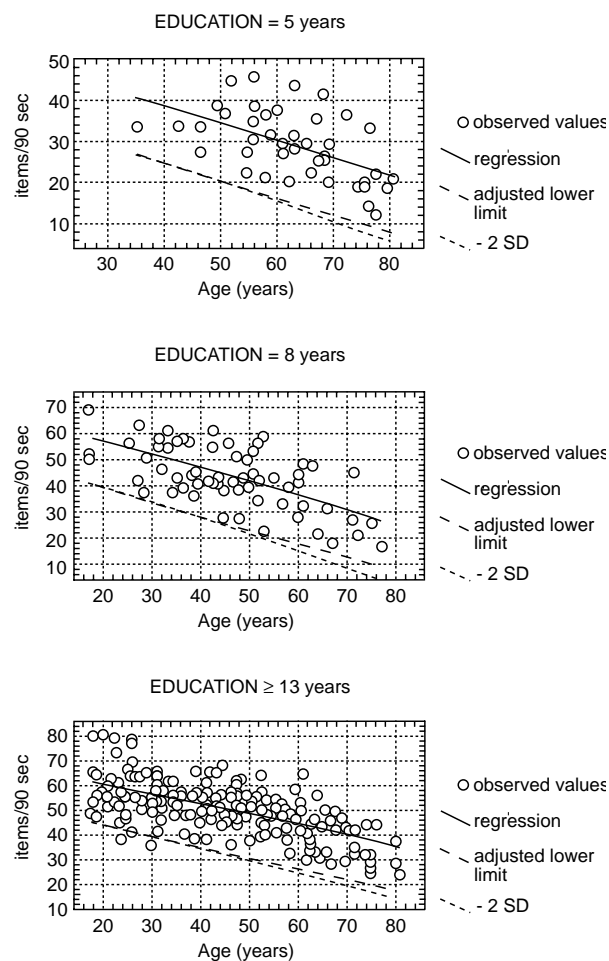 EDUCATION = 5 years
items/90 sec
50
40
30
20
10
30 40 50 60 70 80
Age (years)
observed values
regression
adjusted lower
limit
- 2 SD
EDUCATION = 8 years
items/90 sec
70
60
50
40
30
20
10
20 30 40 50 60 70 80
Age (years)
observed values
regression
adjusted lower
limit
- 2 SD
EDUCATION ≥ 13 years
items/90 sec
80
70
60
50
40
30
20
10
20 30 40 50 60 70 80
Age (years)
observed values
regression
adjusted lower
limit
- 2 SD